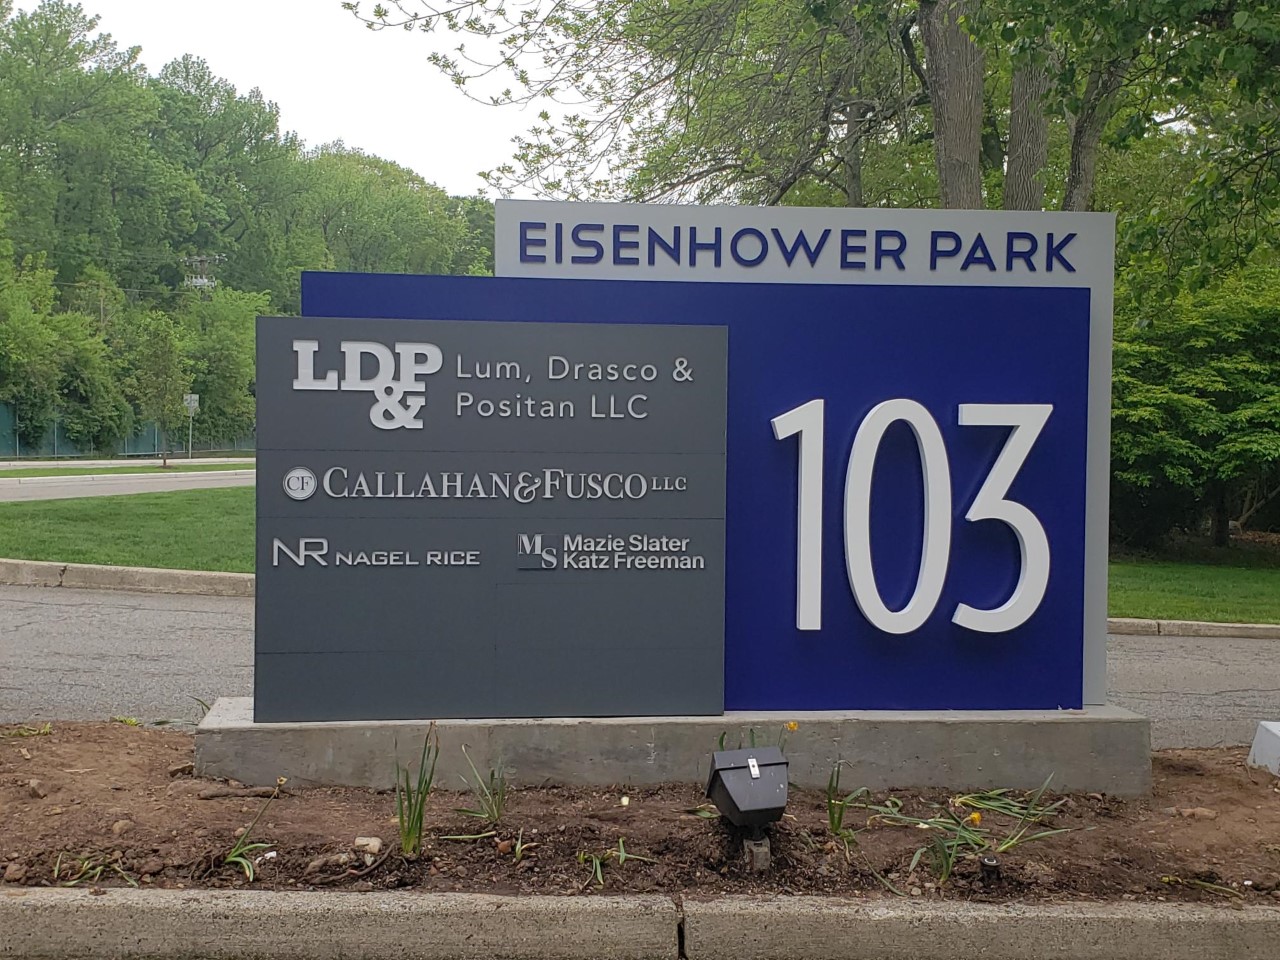 EISENHOWER PARK
LDP
&
Lum, Drasco &
Positan LLC
CF CALLAHAN & FUSCO LLC
NR NAGEL RICE
MS Mazie Slater
Katz Freeman
103